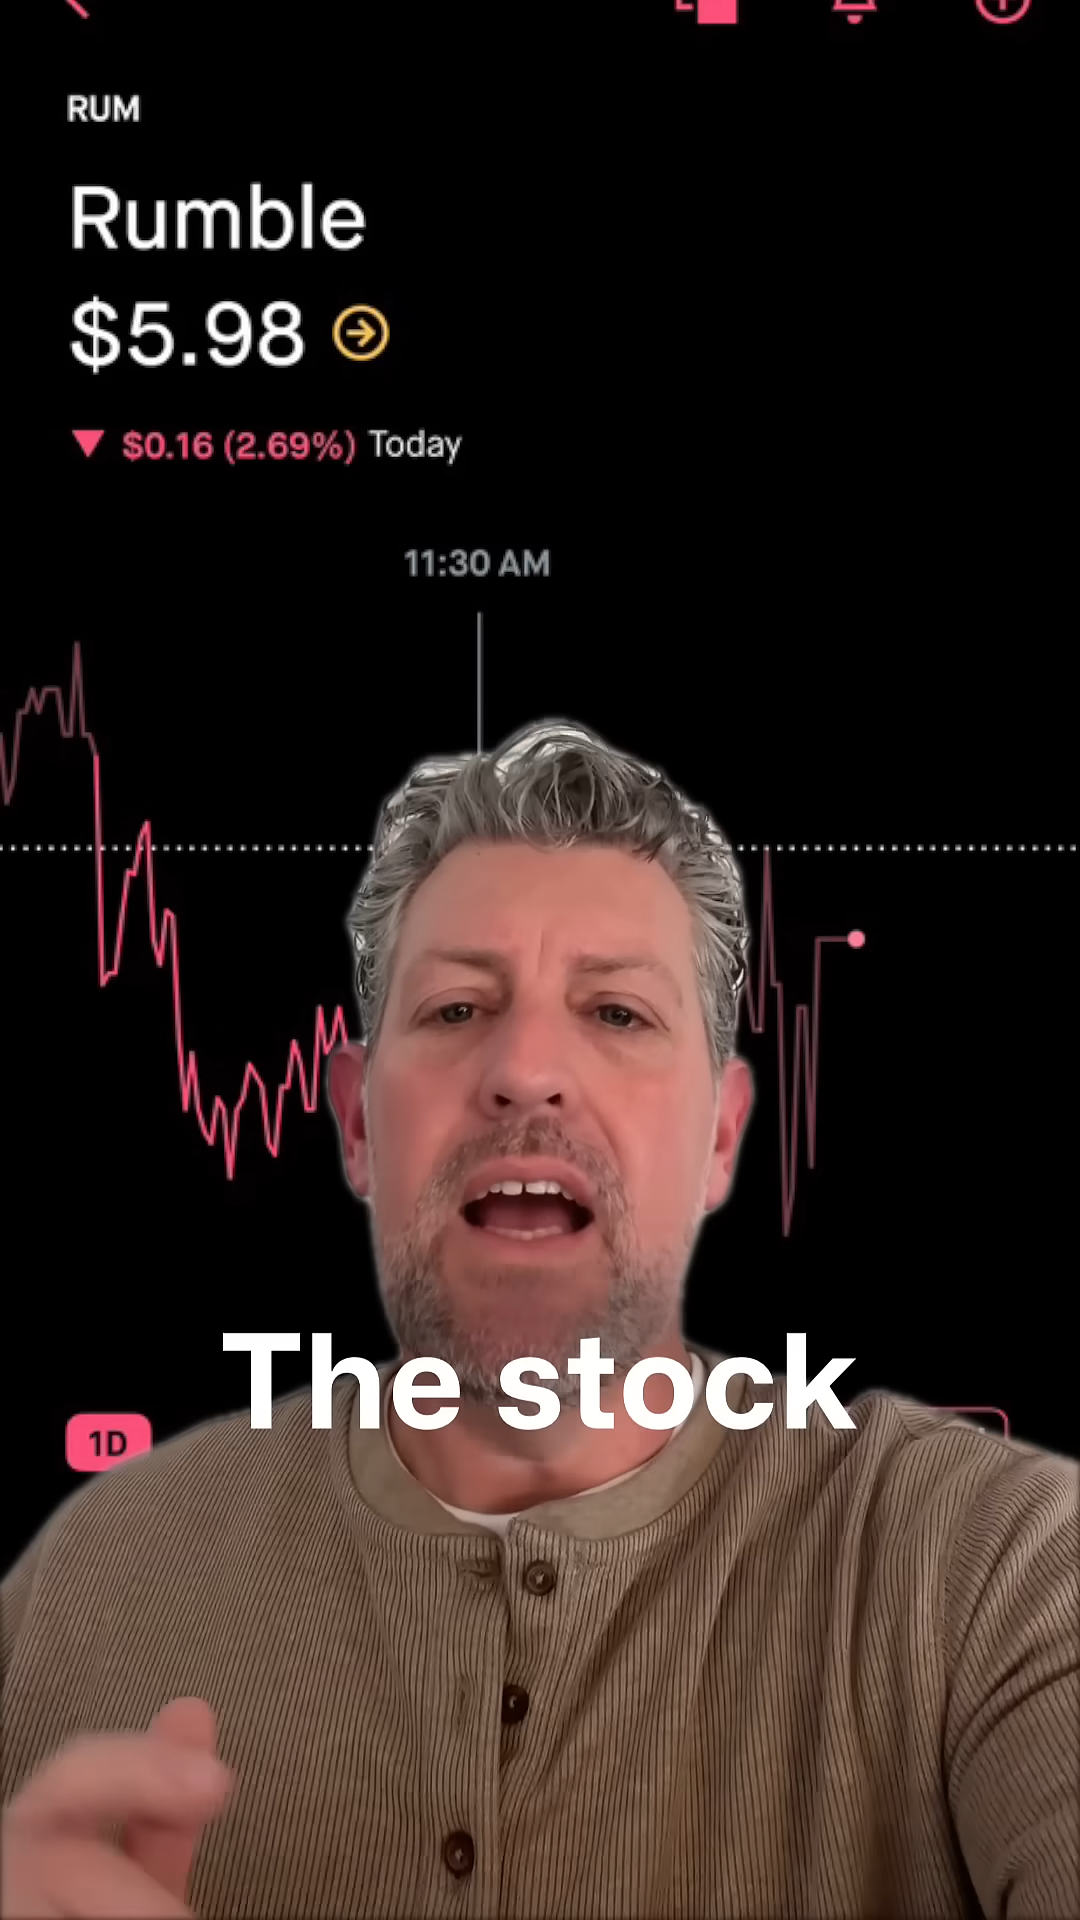 RUM
Rumble
$5.98
$0.16 (2.69%) Today
11:30 AM
The stock
1D